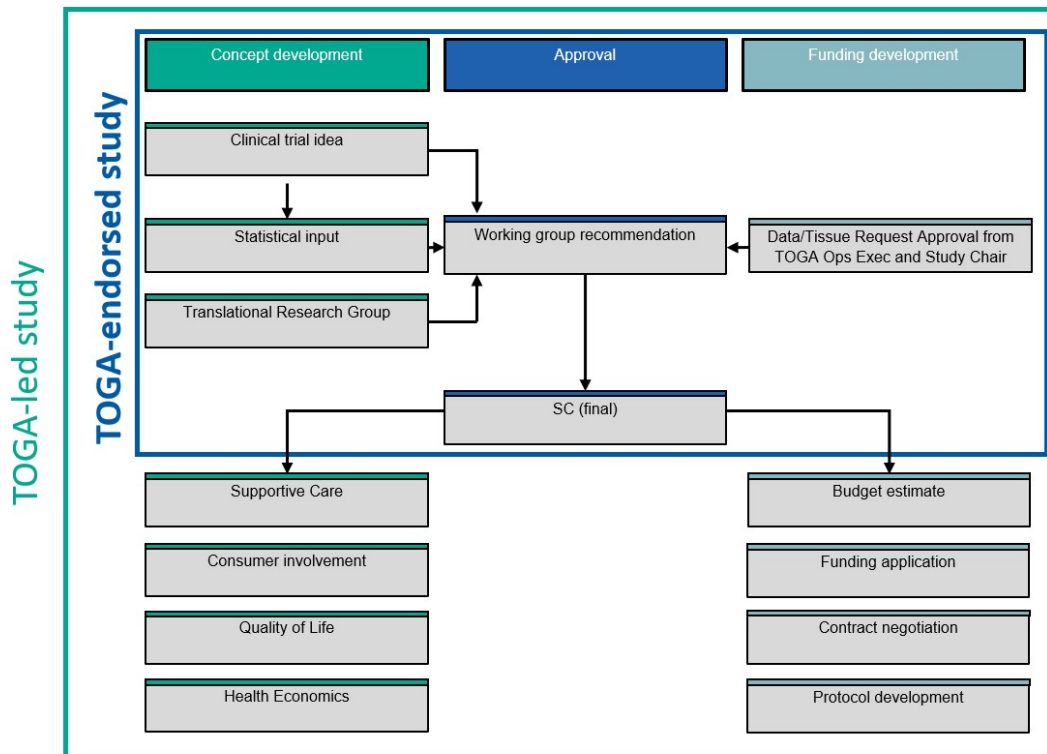 TOGA-led study
TOGA-endorsed study
Concept development
Approval
Funding development
Clinical trial idea
Statistical input
Working group recommendation
Data/Tissue Request Approval from
TOGA Ops Exec and Study Chair
Translational Research Group
SC (final)
Supportive Care
Budget estimate
Consumer involvement
Funding application
Quality of Life
Contract negotiation
Health Economics
Protocol development